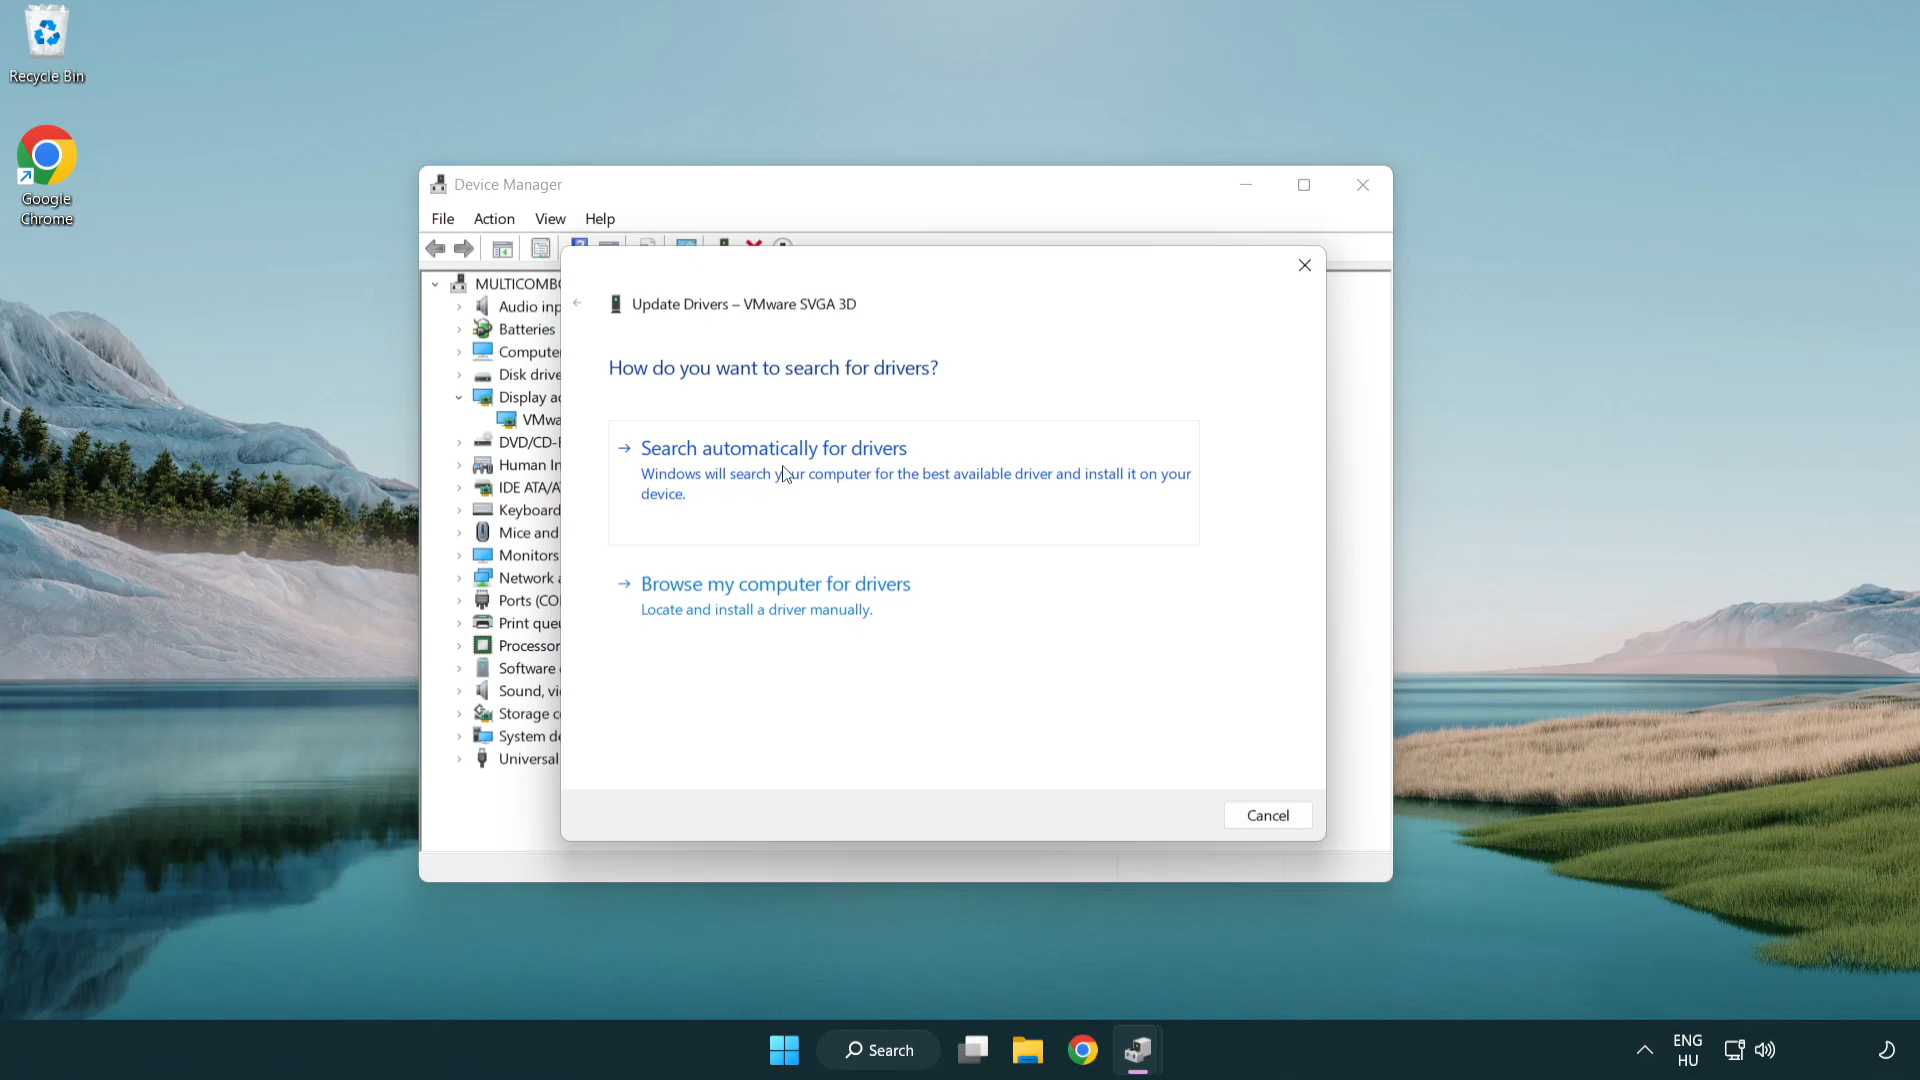 Recycle Bin
Google
Chrome
Device Manager
File Action View Help
MULTICOMBO
Audio inp
Batteries
Compute
Disk drive
Display a
VMwa
DVD/CD-
Human In
IDE ATA/A
Keyboard
Mice and
Monitors
Network a
Ports (CO
Print que
Processor
Software
Sound, vi
Storage c
System de
Universal
Update Drivers – VMware SVGA 3D
How do you want to search for drivers?
Search automatically for drivers
Windows will search your computer for the best available driver and install it on your
device.
Browse my computer for drivers
Locate and install a driver manually.
Cancel
Search
ENG
HU